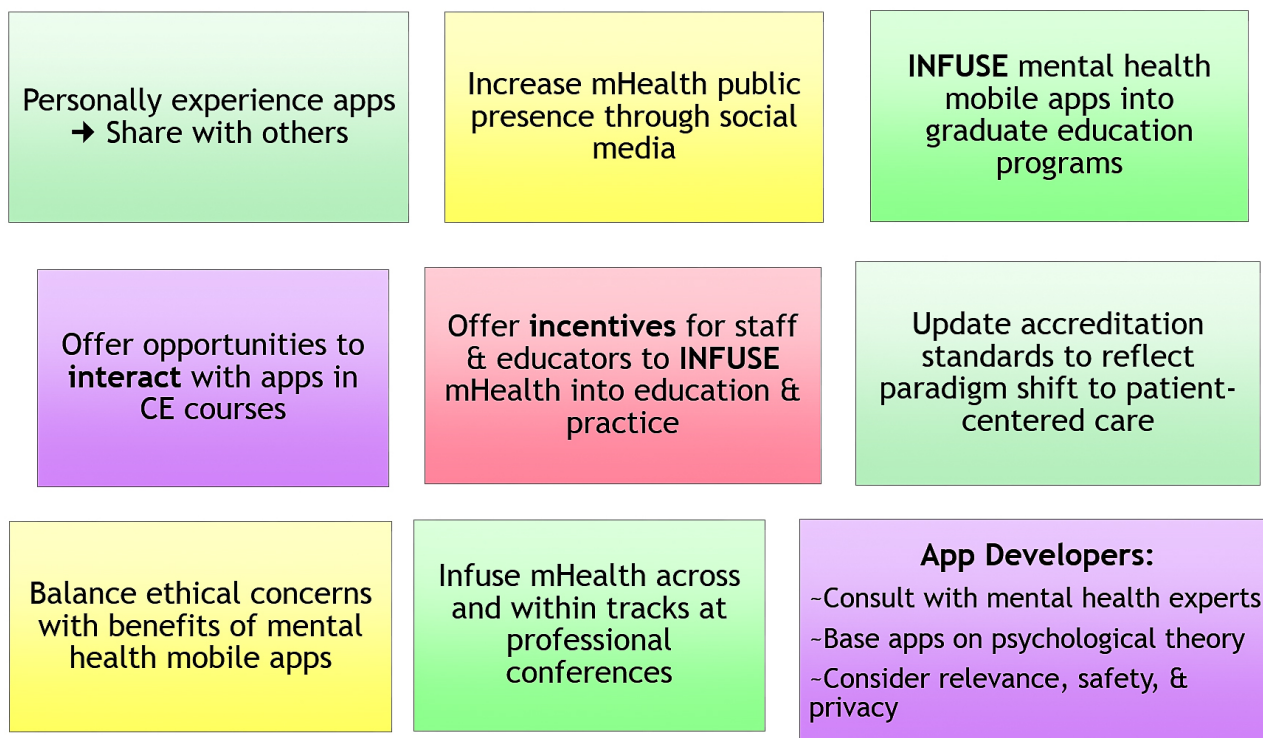 Personally experience apps
➔ Share with others
Increase mHealth public
presence through social
media
INFUSE mental health
mobile apps into
graduate education
programs
Offer opportunities to
interact with apps in
CE courses
Offer incentives for staff
& educators to INFUSE
mHealth into education &
practice
Update accreditation
standards to reflect
paradigm shift to patient-
centered care
Balance ethical concerns
with benefits of mental
health mobile apps
Infuse mHealth across
and within tracks at
professional
conferences
App Developers:
~Consult with mental health experts
~Base apps on psychological theory
~Consider relevance, safety, &
privacy